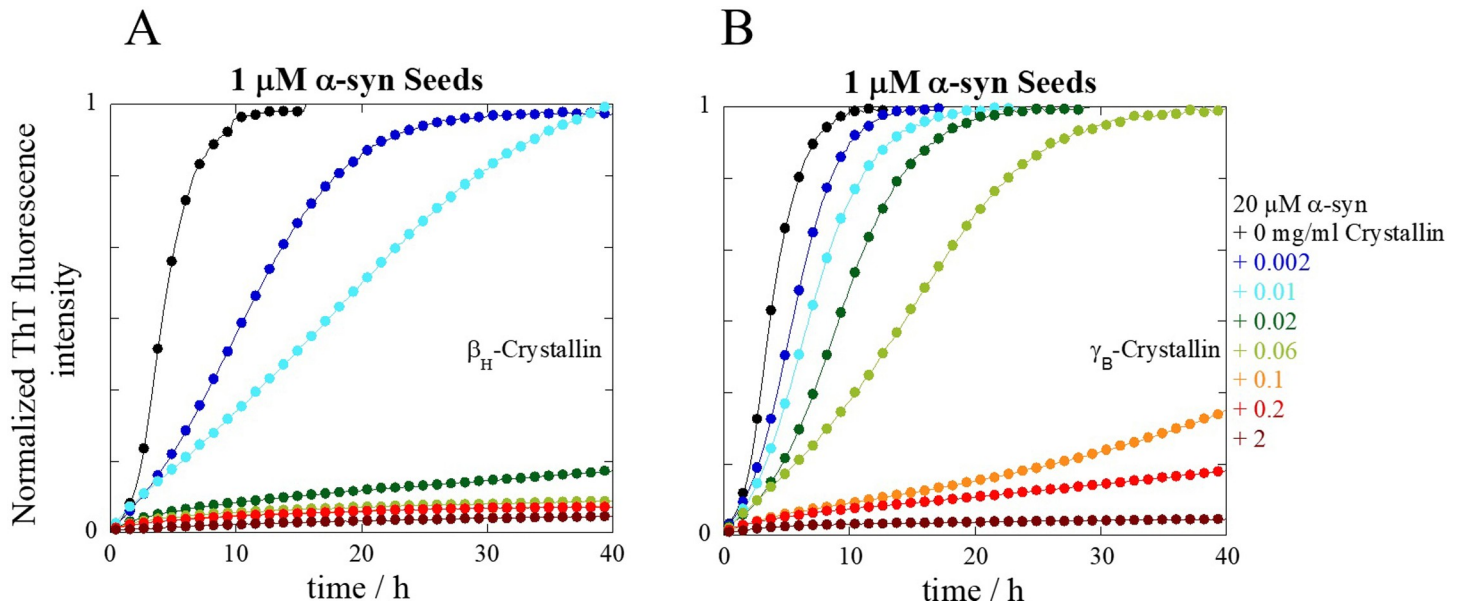 A
1 μM α-syn Seeds
Normalized ThT fluorescence
intensity
1
0
β_H-Crystallin
0 10 20 30 40
time / h
B
1 μM α-syn Seeds
1
0
γ_B-Crystallin
0 10 20 30 40
time / h
20 μM α-syn
+ 0 mg/ml Crystallin
+ 0.002
+ 0.01
+ 0.02
+ 0.06
+ 0.1
+ 0.2
+ 2